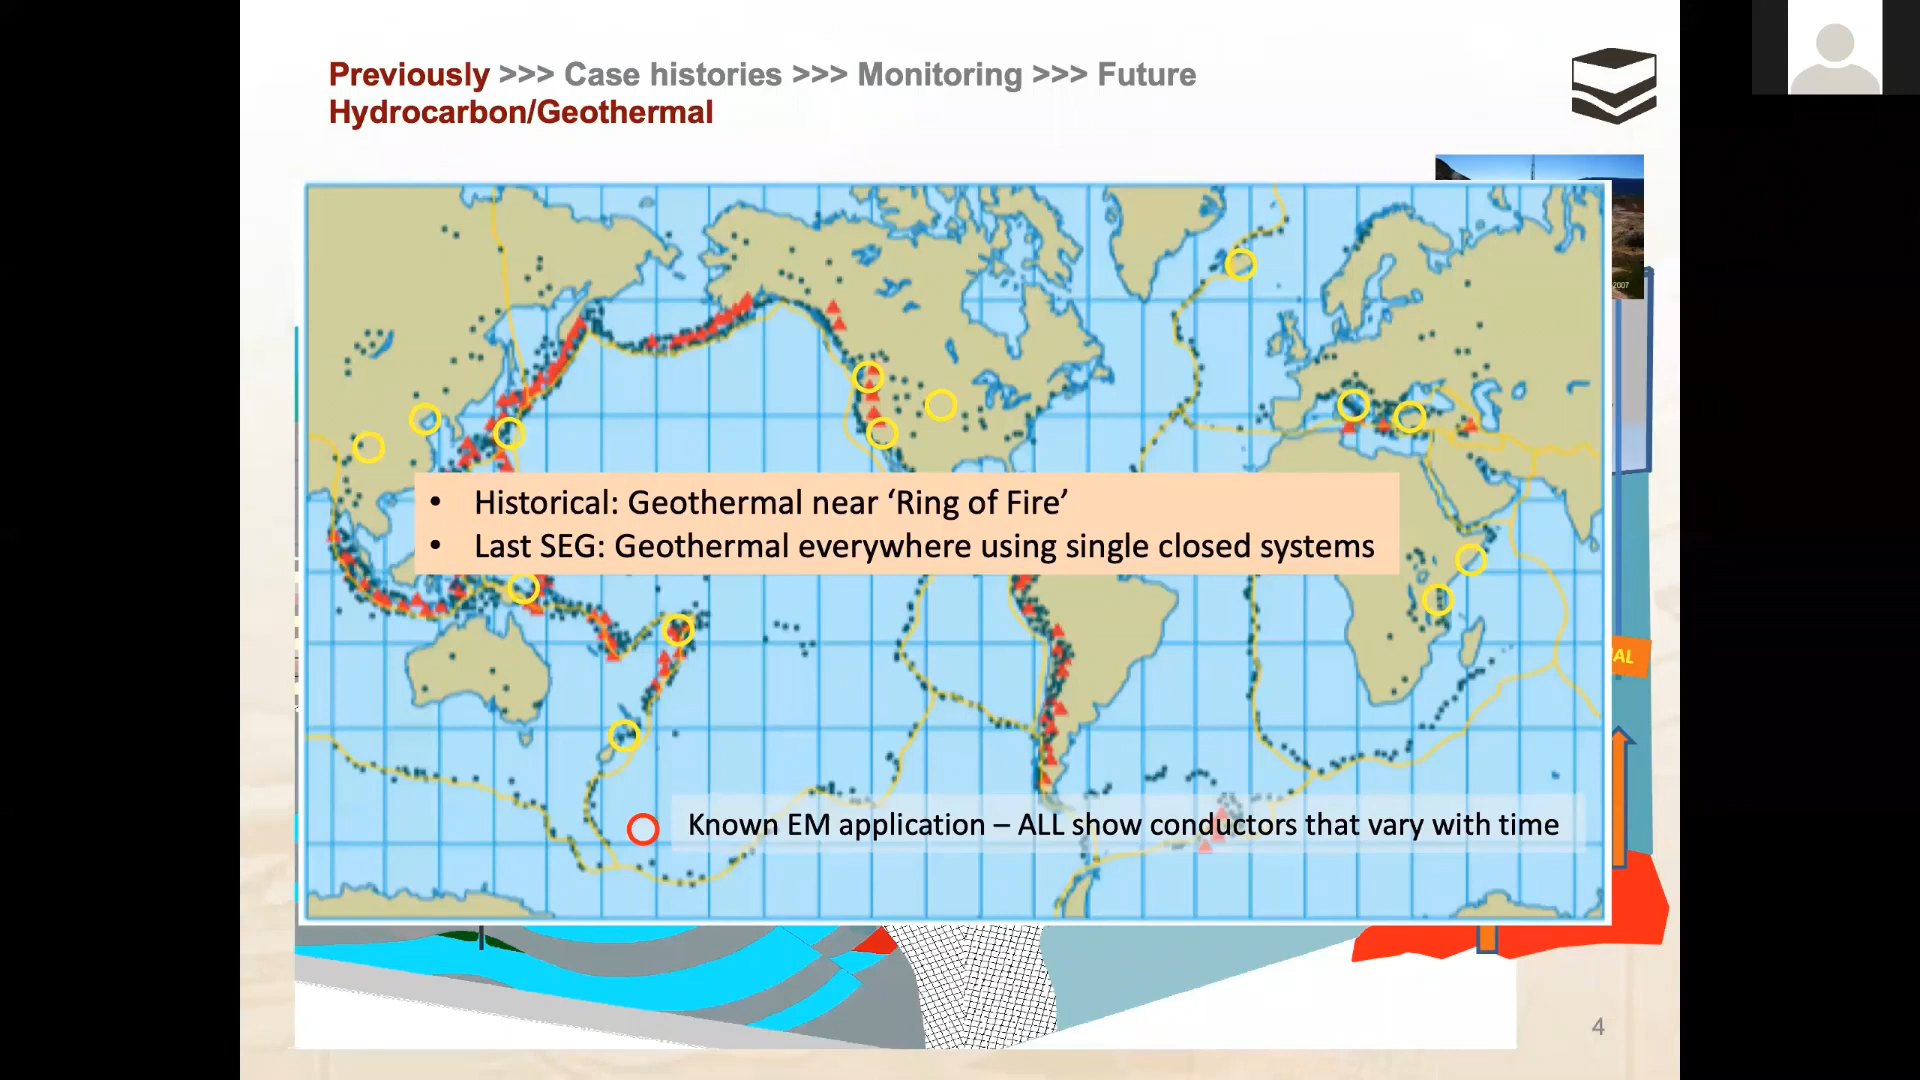 Previously >>> Case histories >>> Monitoring >>> Future
Hydrocarbon/Geothermal
2007
• Historical: Geothermal near ‘Ring of Fire’
• Last SEG: Geothermal everywhere using single closed systems
AL
Known EM application – ALL show conductors that vary with time
4